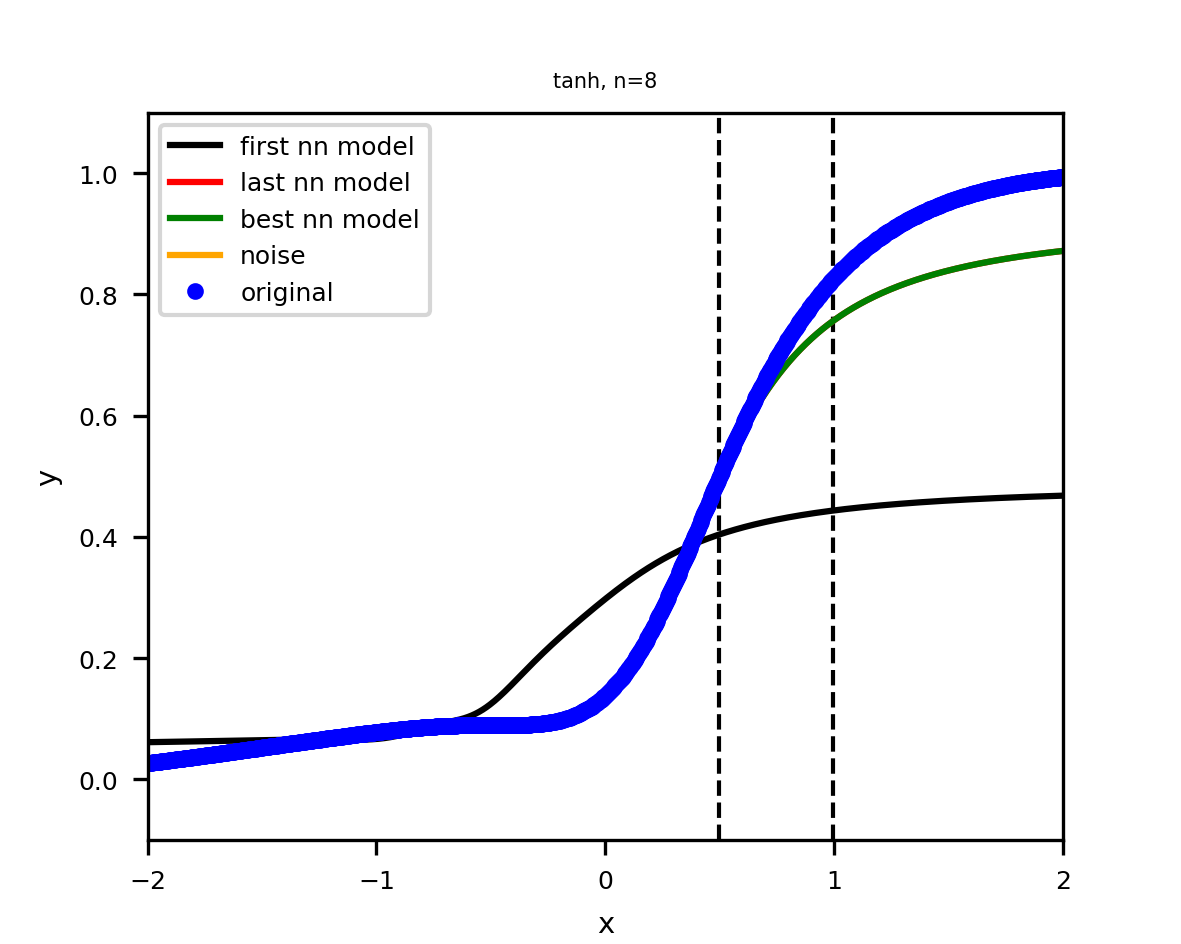 tanh, n=8
first nn model
last nn model
best nn model
noise
original
1.0
0.8
0.6
0.4
0.2
0.0
y
−2
−1
0
1
2
x